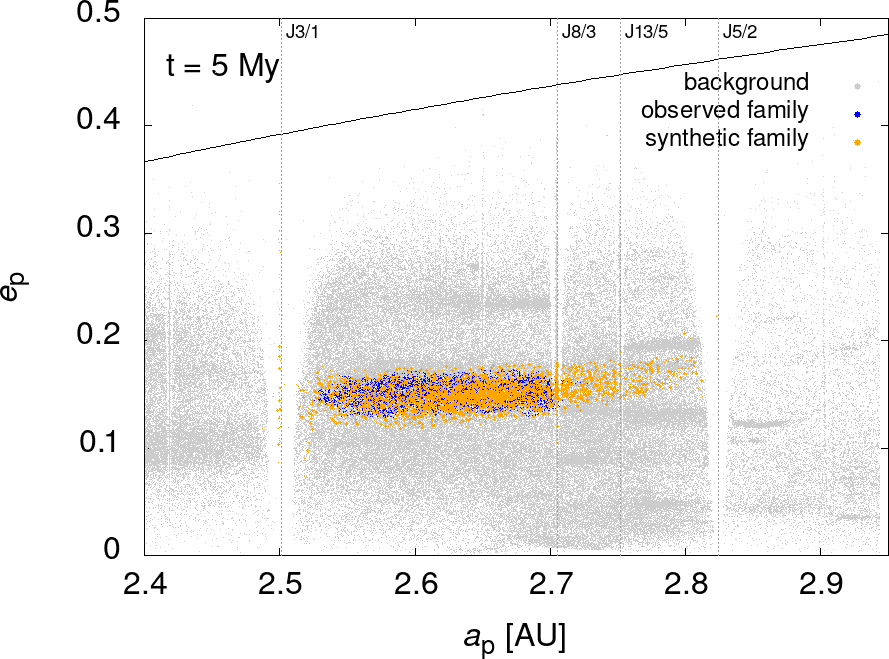 0.5
J3/1
J8/3
J13/5
J5/2
t = 5 My
background
observed family
synthetic family
0.4
0.3
0.2
0.1
0
eₚ
2.4
2.5
2.6
2.7
2.8
2.9
aₚ [AU]